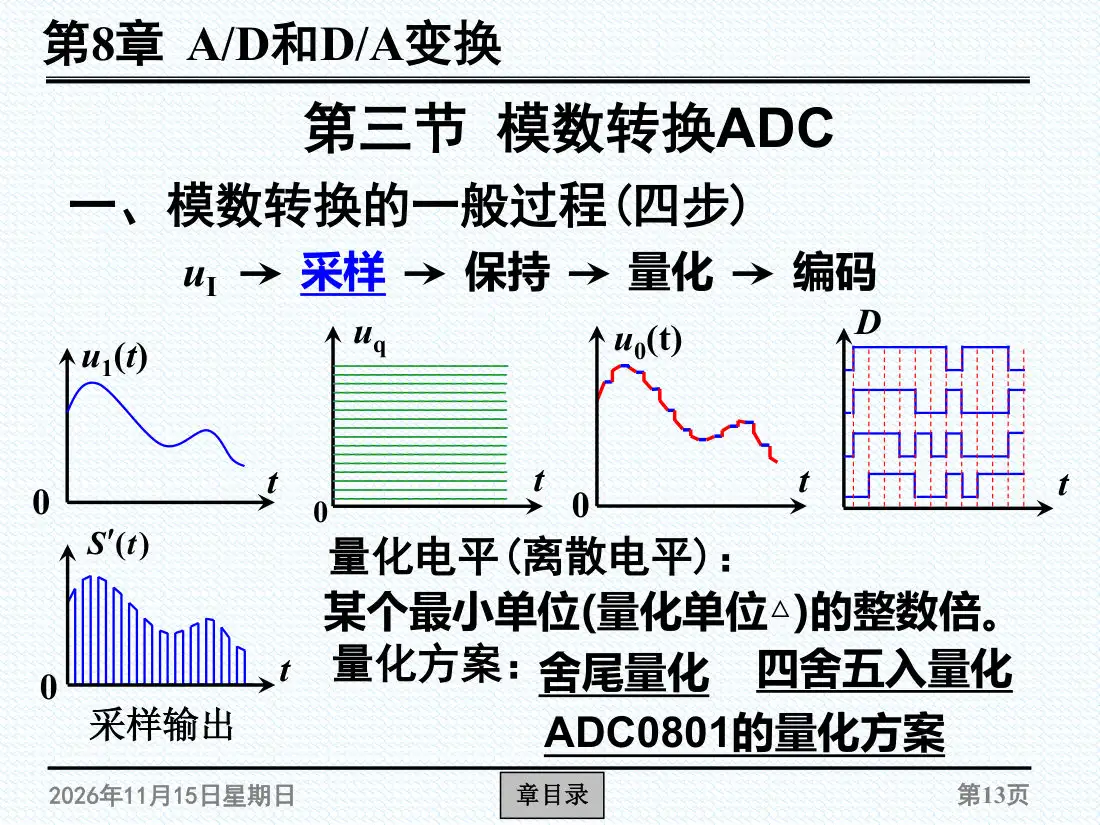 第8章 A/D和D/A变换
第三节 模数转换ADC
一、模数转换的一般过程(四步)
uI → 采样 → 保持 → 量化 → 编码
u1(t)
t
0
uq
t
0
u0(t)
t
0
D
t
S′(t)
t
0
采样输出
量化电平(离散电平)：
某个最小单位(量化单位△)的整数倍。
量化方案：舍尾量化 四舍五入量化
ADC0801的量化方案
2026年11月15日星期日
章目录
第13页